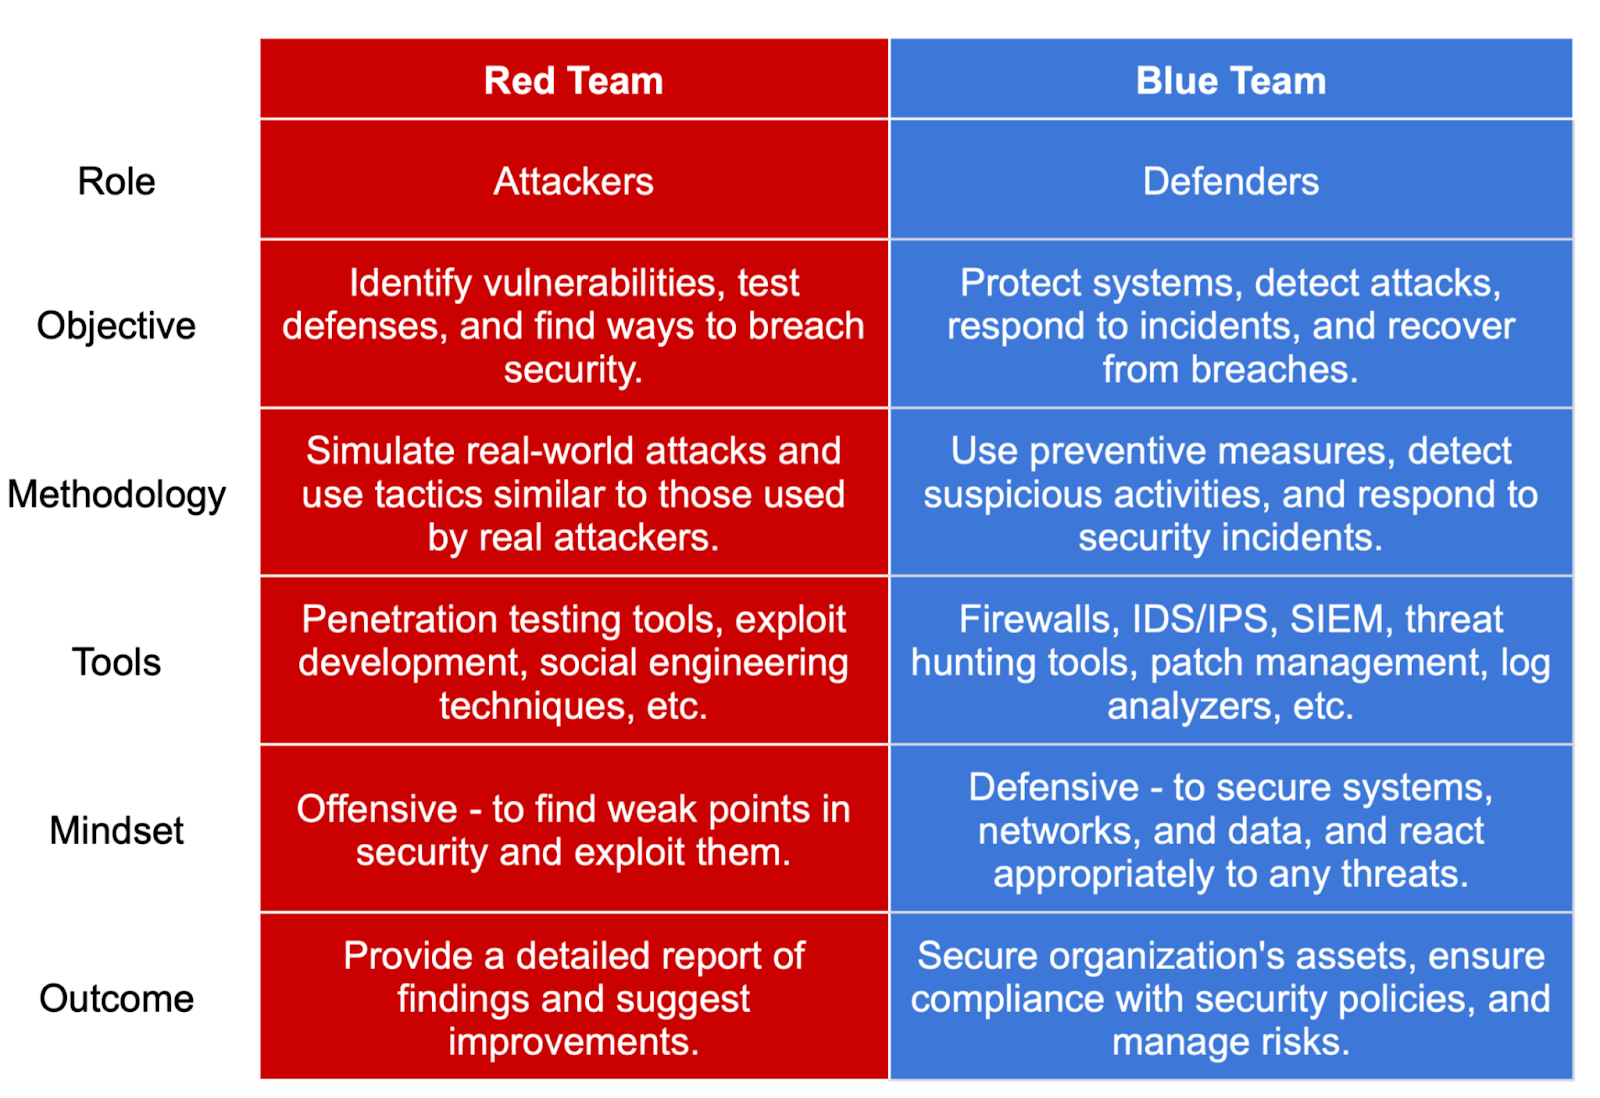 Red Team
Blue Team
Role
Attackers
Defenders
Objective
Identify vulnerabilities, test
defenses, and find ways to breach
security.
Protect systems, detect attacks,
respond to incidents, and recover
from breaches.
Methodology
Simulate real-world attacks and
use tactics similar to those used
by real attackers.
Use preventive measures, detect
suspicious activities, and respond to
security incidents.
Tools
Penetration testing tools, exploit
development, social engineering
techniques, etc.
Firewalls, IDS/IPS, SIEM, threat
hunting tools, patch management, log
analyzers, etc.
Mindset
Offensive - to find weak points in
security and exploit them.
Defensive - to secure systems,
networks, and data, and react
appropriately to any threats.
Outcome
Provide a detailed report of
findings and suggest
improvements.
Secure organization's assets, ensure
compliance with security policies, and
manage risks.